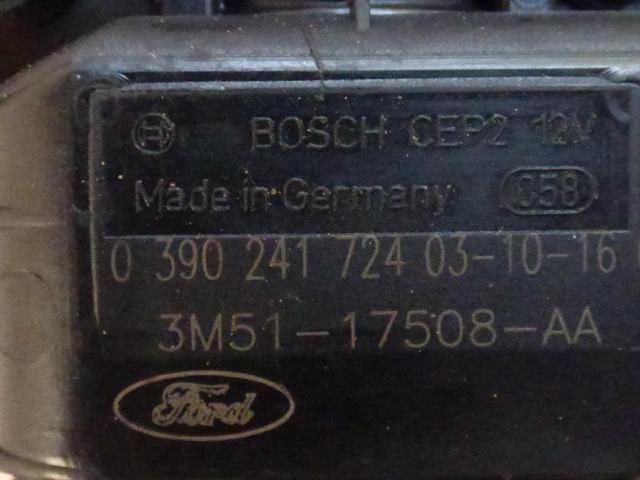 BOSCH CEP2 12V
Made in Germany 058
0 390 241 724 03-10-16
3M51-17508-AA
Ford